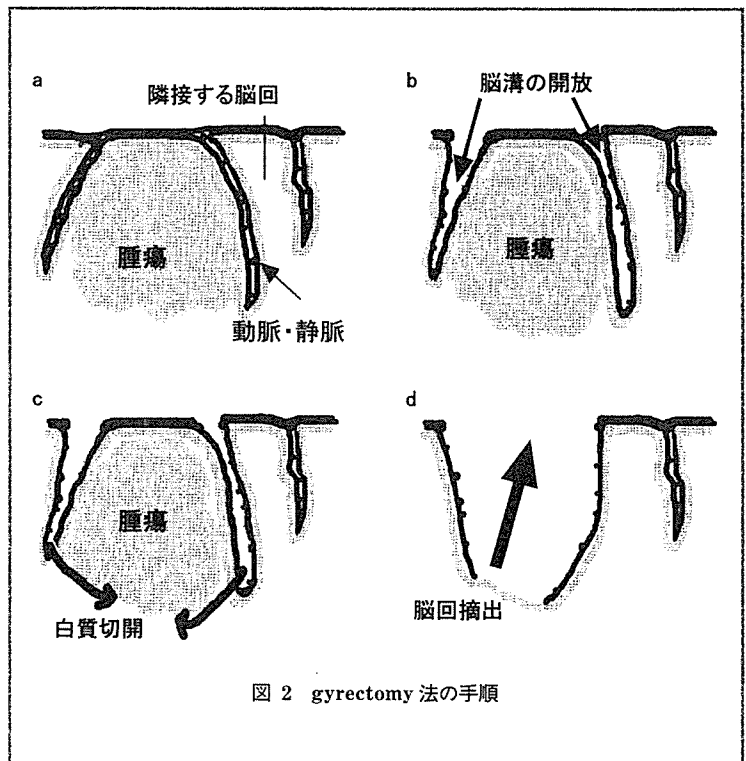 a
隣接する脳回
腫瘍
動脈・静脈
b
脳溝の開放
腫瘍
c
腫瘍
白質切開
d
脳回摘出
図 2 gyrectomy 法の手順